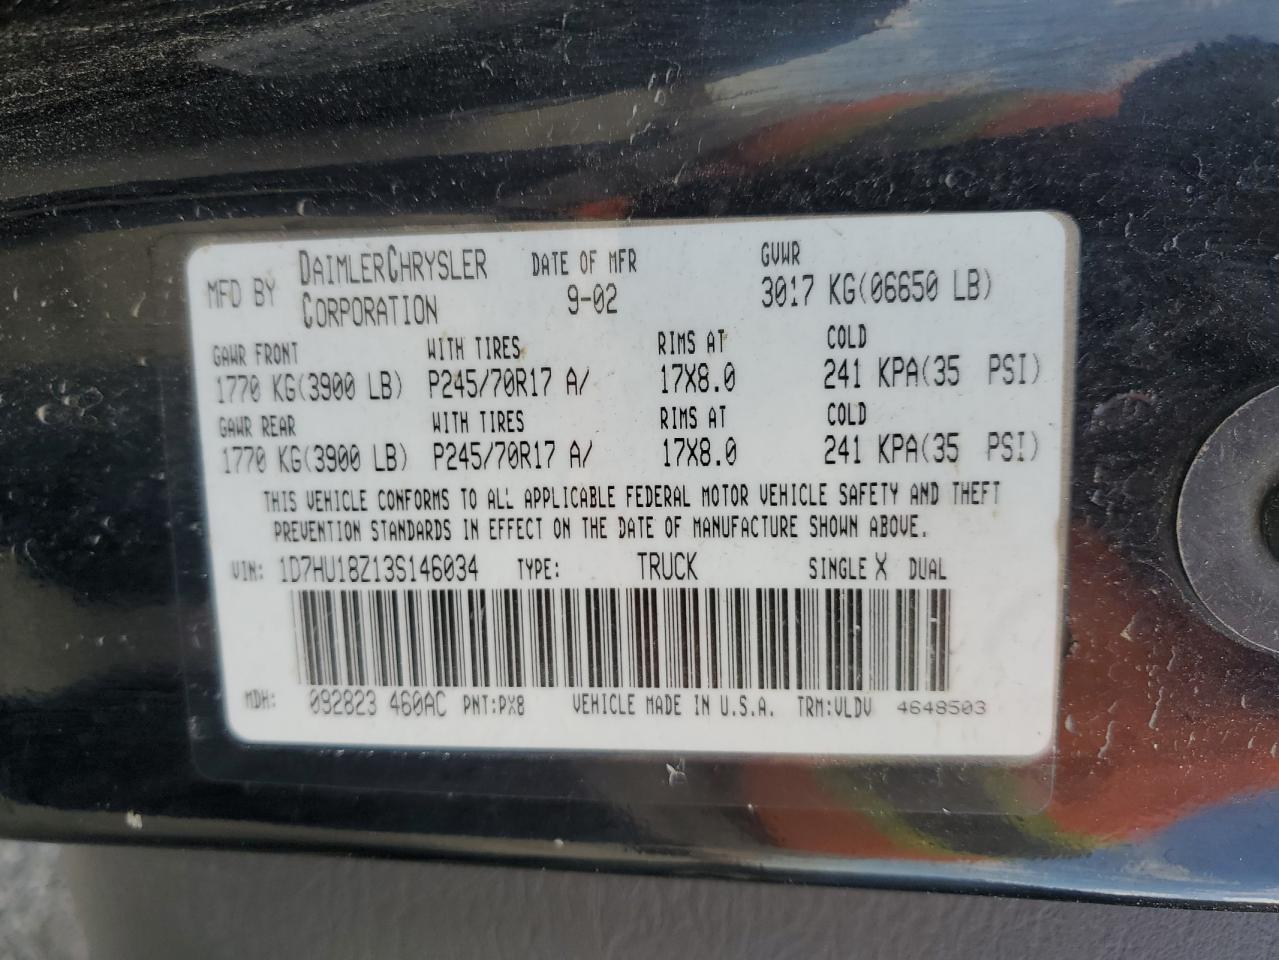 MFD BY DAIMLERCHRYSLER CORPORATION DATE OF MFR 9-02 GVWR 3017 KG(06650 LB)
GAWR FRONT WITH TIRES RIMS AT COLD
1770 KG(3900 LB) P245/70R17 A/ 17X8.0 241 KPA(35 PSI)
GAWR REAR WITH TIRES RIMS AT COLD
1770 KG(3900 LB) P245/70R17 A/ 17X8.0 241 KPA(35 PSI)
THIS VEHICLE CONFORMS TO ALL APPLICABLE FEDERAL MOTOR VEHICLE SAFETY AND THEFT
PREVENTION STANDARDS IN EFFECT ON THE DATE OF MANUFACTURE SHOWN ABOVE.
VIN: 1D7HU18Z13S146034 TYPE: TRUCK SINGLE X DUAL
MDH: 092823 460AC PNT:PX8 VEHICLE MADE IN U.S.A. TRM:VLDV 4648503